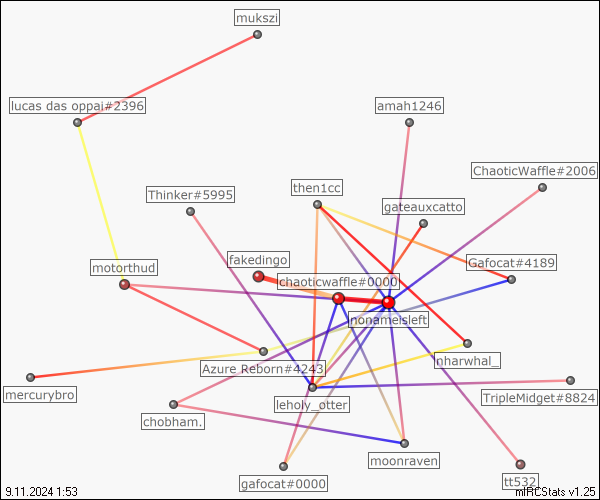 mukszi
lucas das oppai#2396
amah1246
ChaoticWaffle#2006
Thinker#5995
then1cc
gateauxcatto
fakedingo
Gafocat#4189
motorthud
chaoticwaffle#0000
nonameisleft
nharwhal_
Azure Reborn#4243
mercurybro
TripleMidget#8824
leholy_otter
chobham.
moonraven
gafocat#0000
tt532
9.11.2024 1:53
mIRCStats v1.25